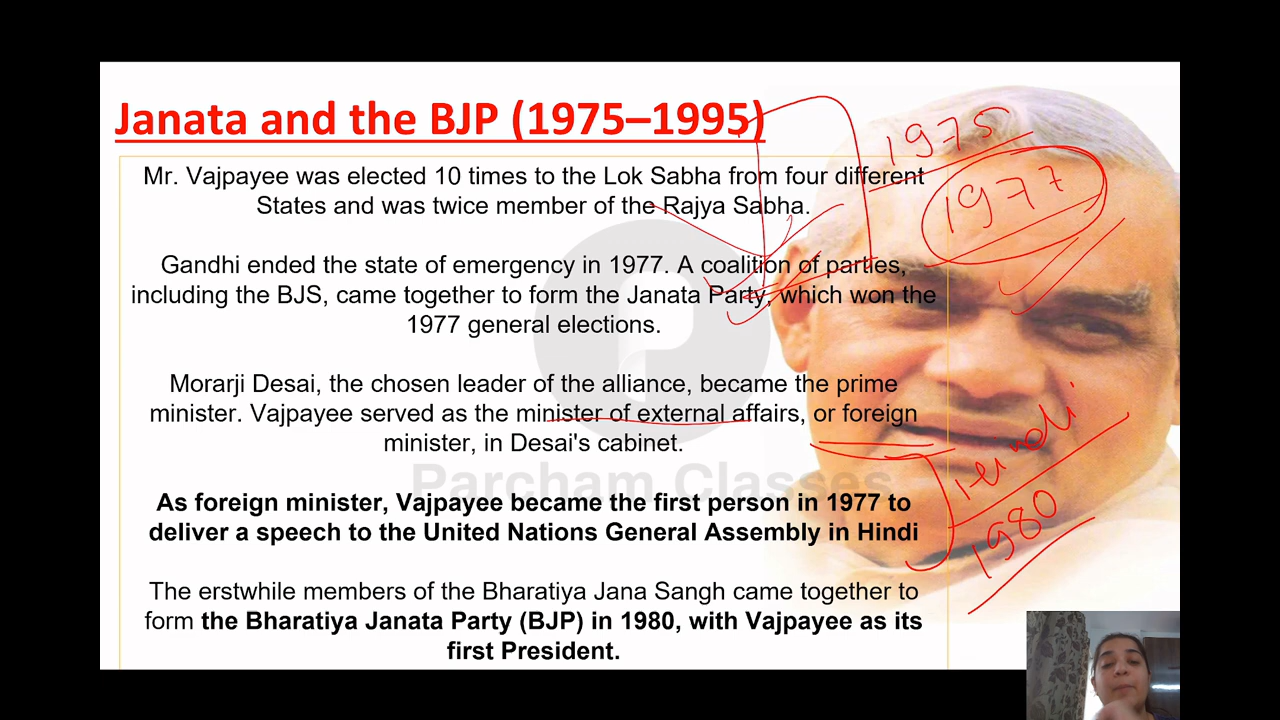 Janata and the BJP (1975–1995)
1975
1977
Mr. Vajpayee was elected 10 times to the Lok Sabha from four different
States and was twice member of the Rajya Sabha.
Gandhi ended the state of emergency in 1977. A coalition of parties,
including the BJS, came together to form the Janata Party, which won the
1977 general elections.
Morarji Desai, the chosen leader of the alliance, became the prime
minister. Vajpayee served as the minister of external affairs, or foreign
minister, in Desai's cabinet.
Parcham Classes
Hindi
1980
As foreign minister, Vajpayee became the first person in 1977 to
deliver a speech to the United Nations General Assembly in Hindi
The erstwhile members of the Bharatiya Jana Sangh came together to
form the Bharatiya Janata Party (BJP) in 1980, with Vajpayee as its
first President.